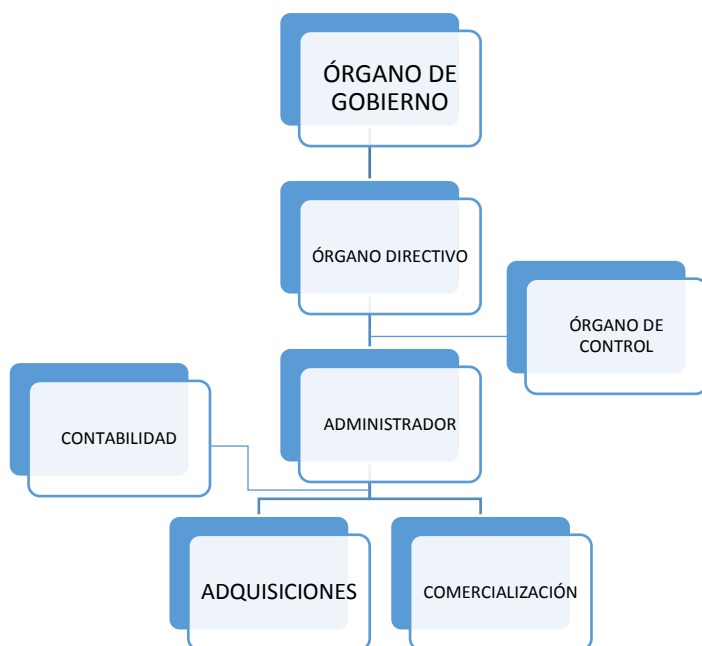 ÓRGANO DE
GOBIERNO
ÓRGANO DIRECTIVO
ÓRGANO DE
CONTROL
CONTABILIDAD
ADMINISTRADOR
ADQUISICIONES
COMERCIALIZACIÓN